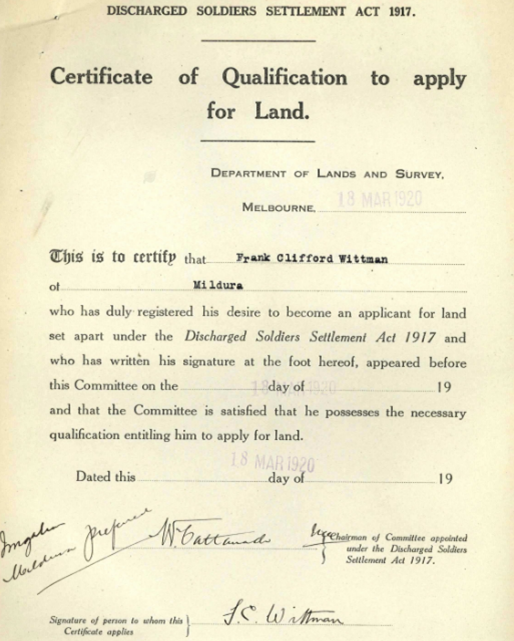 DISCHARGED SOLDIERS SETTLEMENT ACT 1917.
Certificate of Qualification to apply
for Land.
DEPARTMENT OF LANDS AND SURVEY,
MELBOURNE, 18 MAR 1920
This is to certify that Frank Clifford Wittman
of Mildura
who has duly registered his desire to become an applicant for land
set apart under the Discharged Soldiers Settlement Act 1917 and
who has written his signature at the foot hereof, appeared before
this Committee on the 18 MAR 1920 day of 19
and that the Committee is satisfied that he possesses the necessary
qualification entitling him to apply for land.
18 MAR 1920
Dated this day of 19
Mildura prefered
Chairman of Committee appointed
under the Discharged Soldiers
Settlement Act 1917.
F.C. Wittman
Signature of person to whom this
Certificate applies